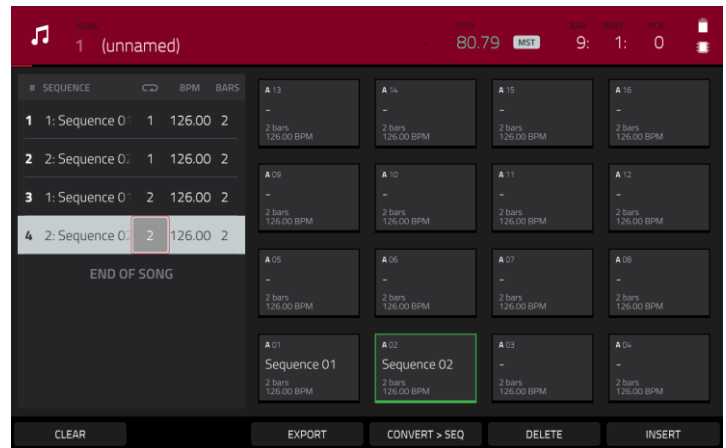 SONG
1 (unnamed)
BPM
80.79 MST
BAR BEAT TICK
9: 1: 0
# SEQUENCE BPM BARS
1 1: Sequence 01 1 126.00 2
2 2: Sequence 02 1 126.00 2
3 1: Sequence 01 2 126.00 2
4 2: Sequence 02 2 126.00 2
END OF SONG
A 13
-
2 bars
126.00 BPM
A 14
-
2 bars
126.00 BPM
A 15
-
2 bars
126.00 BPM
A 16
-
2 bars
126.00 BPM
A 09
-
2 bars
126.00 BPM
A 10
-
2 bars
126.00 BPM
A 11
-
2 bars
126.00 BPM
A 12
-
2 bars
126.00 BPM
A 05
-
2 bars
126.00 BPM
A 06
-
2 bars
126.00 BPM
A 07
-
2 bars
126.00 BPM
A 08
-
2 bars
126.00 BPM
A 01
Sequence 01
2 bars
126.00 BPM
A 02
Sequence 02
2 bars
126.00 BPM
A 03
-
2 bars
126.00 BPM
A 04
-
2 bars
126.00 BPM
CLEAR
EXPORT
CONVERT > SEQ
DELETE
INSERT